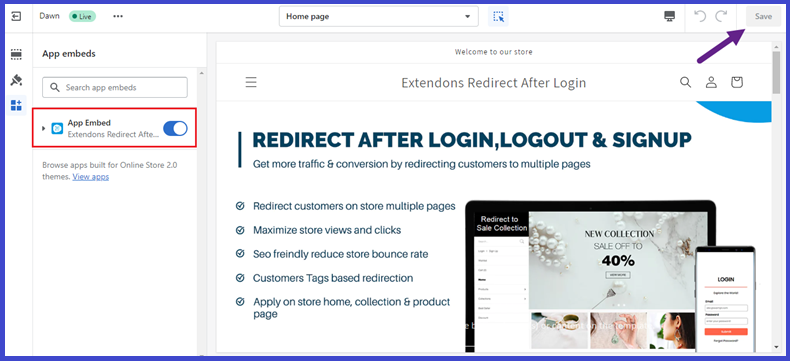 Dawn
Live
•••
Home page
Save
App embeds
Search app embeds
App Embed
Extendons Redirect Afte...
Browse apps built for Online Store 2.0
themes. View apps
Welcome to our store
Extendons Redirect After Login
REDIRECT AFTER LOGIN,LOGOUT & SIGNUP
Get more traffic & conversion by redirecting customers to multiple pages
Redirect customers on store multiple pages
Maximize store views and clicks
Seo freindly reduce store bounce rate
Customers Tags based redirection
Apply on store home, collection & product
page
Redirect to
Sale Collection
NEW COLLECTION
SALE OFF TO
40%
LOGIN